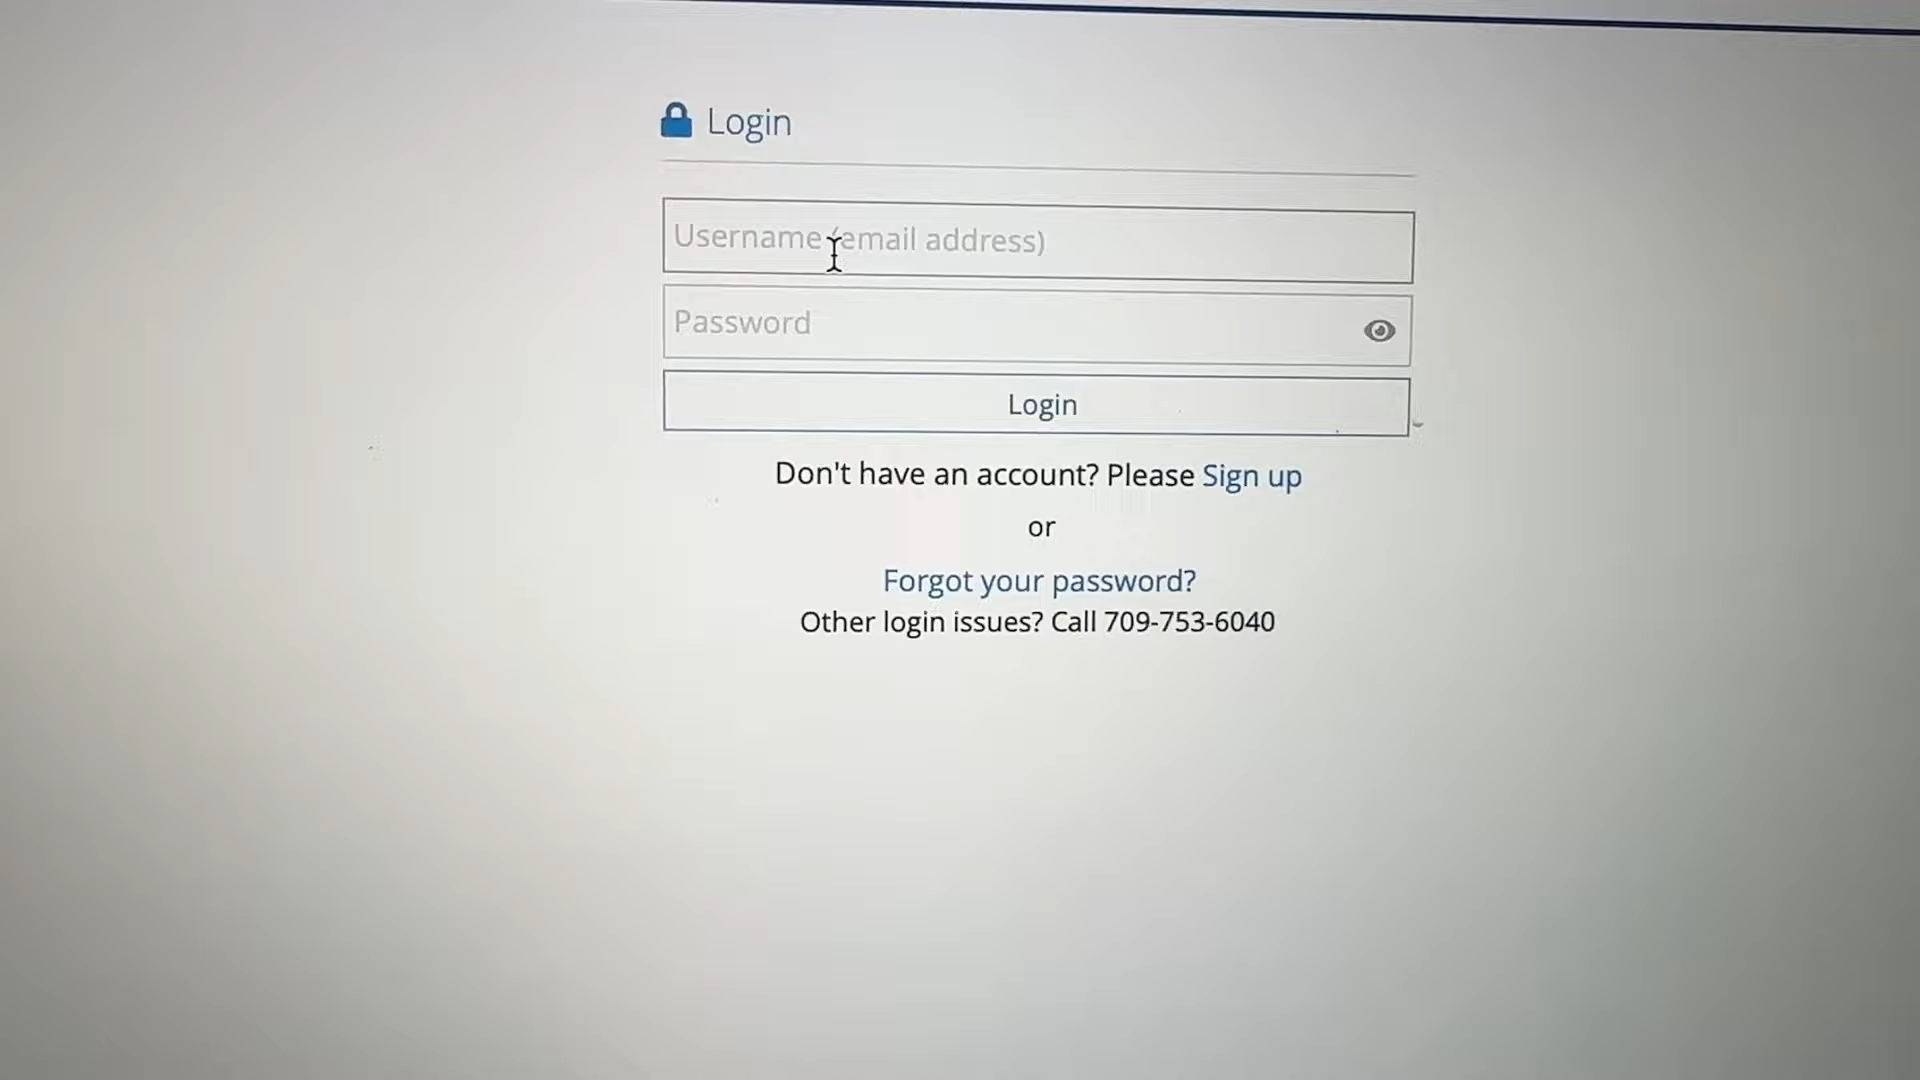 Login
Username (email address)
Password
Login
Don't have an account? Please Sign up
or
Forgot your password?
Other login issues? Call 709-753-6040